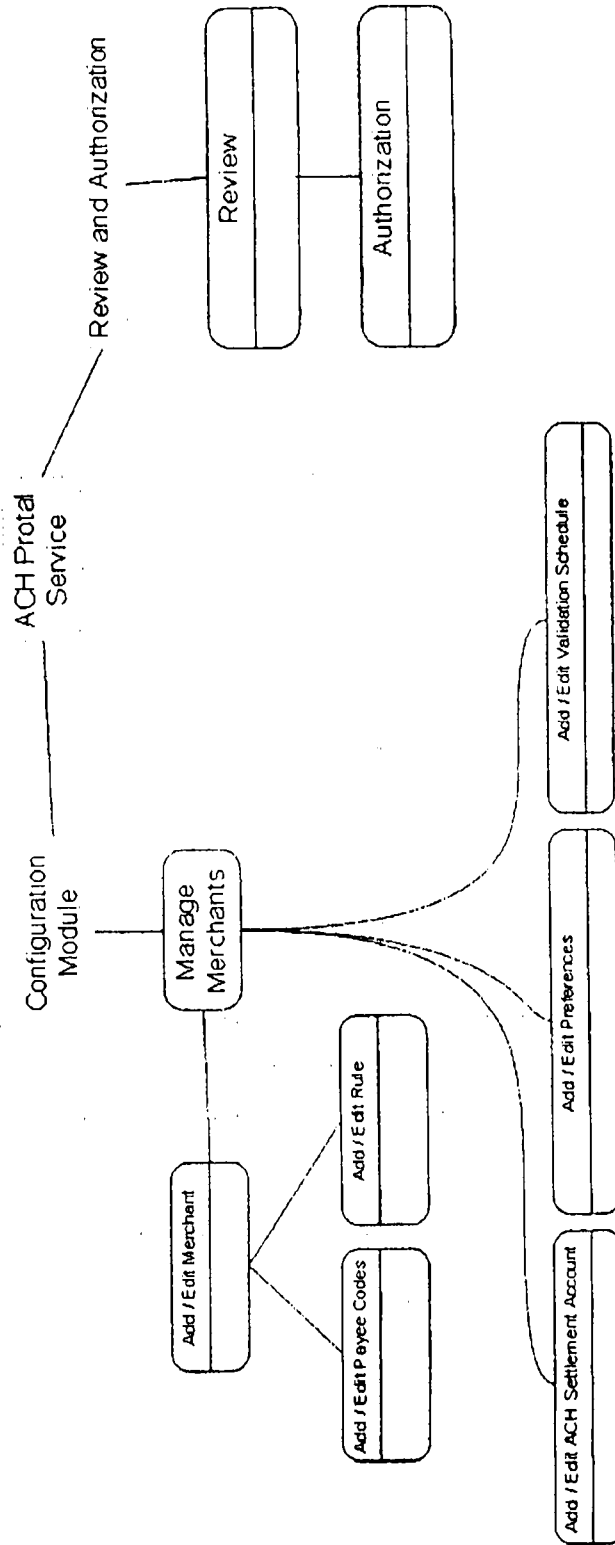 ACH Protal
Service
Configuration
Module
Review and Authorization
Manage
Merchants
Review
Authorization
Add / Edit Merchant
Add / Edit Payee Codes
Add / Edit Rule
Add / Edit ACH Settlement Account
Add / Edit Preferences
Add / Edit Validation Schedule